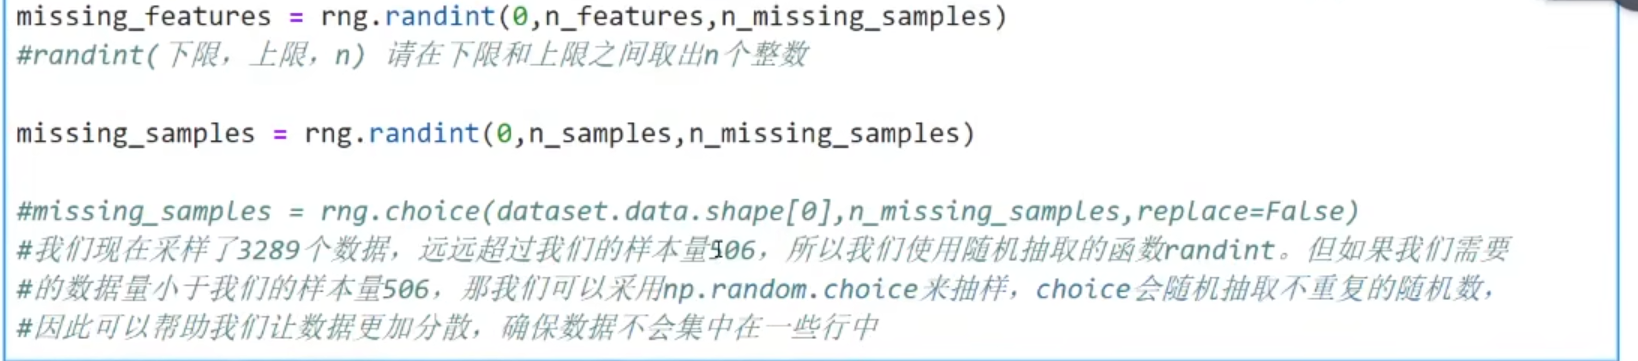 missing_features = rng.randint(0,n_features,n_missing_samples)
#randint(下限，上限，n) 请在下限和上限之间取出n个整数
missing_samples = rng.randint(0,n_samples,n_missing_samples)
#missing_samples = rng.choice(dataset.data.shape[0],n_missing_samples,replace=False)
#我们现在采样了3289个数据，远远超过我们的样本量506，所以我们使用随机抽取的函数randint。但如果我们需要
#的数据量小于我们的样本量506，那我们可以采用np.random.choice来抽样，choice会随机抽取不重复的随机数，
#因此可以帮助我们让数据更加分散，确保数据不会集中在一些行中